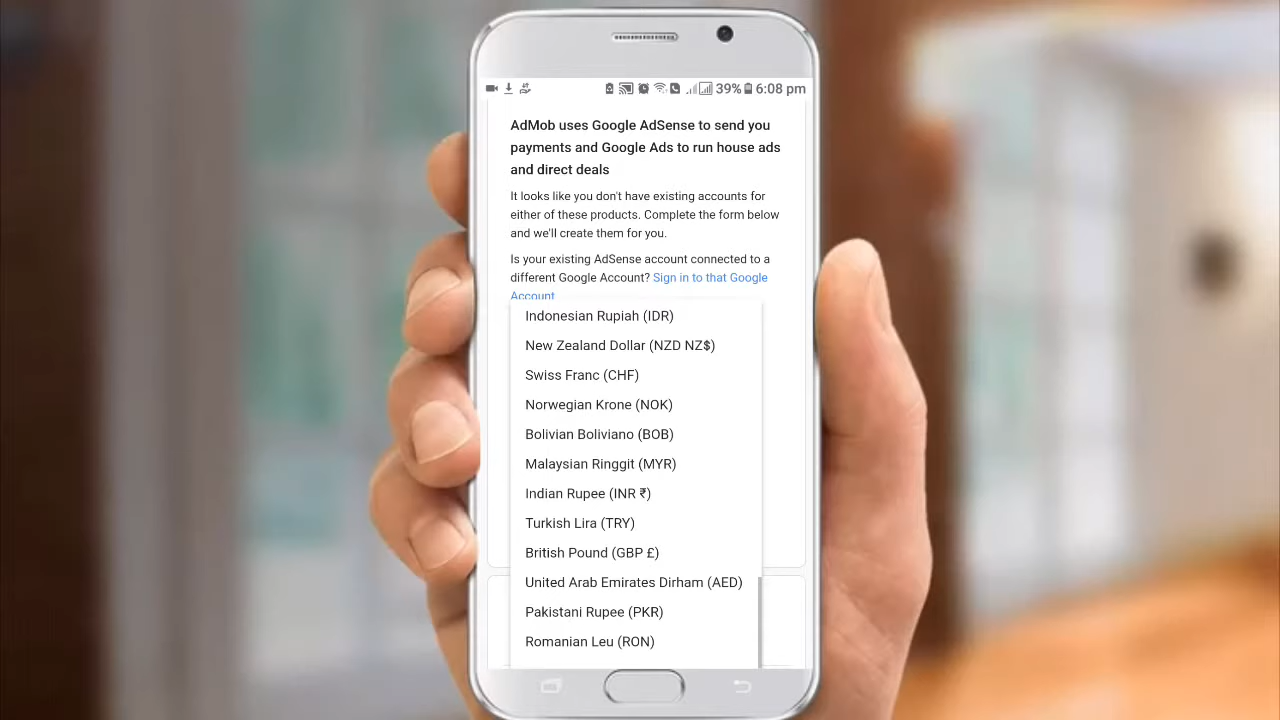 39% 6:08 pm
AdMob uses Google AdSense to send you
payments and Google Ads to run house ads
and direct deals
It looks like you don't have existing accounts for
either of these products. Complete the form below
and we'll create them for you.
Is your existing AdSense account connected to a
different Google Account? Sign in to that Google
Account
Indonesian Rupiah (IDR)
New Zealand Dollar (NZD NZ$)
Swiss Franc (CHF)
Norwegian Krone (NOK)
Bolivian Boliviano (BOB)
Malaysian Ringgit (MYR)
Indian Rupee (INR ₹)
Turkish Lira (TRY)
British Pound (GBP £)
United Arab Emirates Dirham (AED)
Pakistani Rupee (PKR)
Romanian Leu (RON)